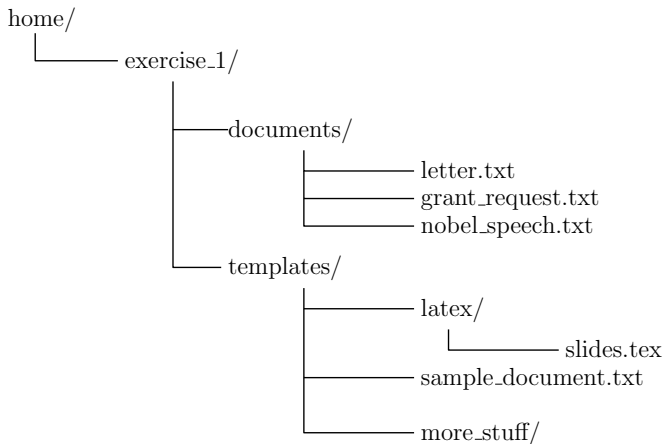 home/
exercise_1/
documents/
letter.txt
grant_request.txt
nobel_speech.txt
templates/
latex/
slides.tex
sample_document.txt
more_stuff/